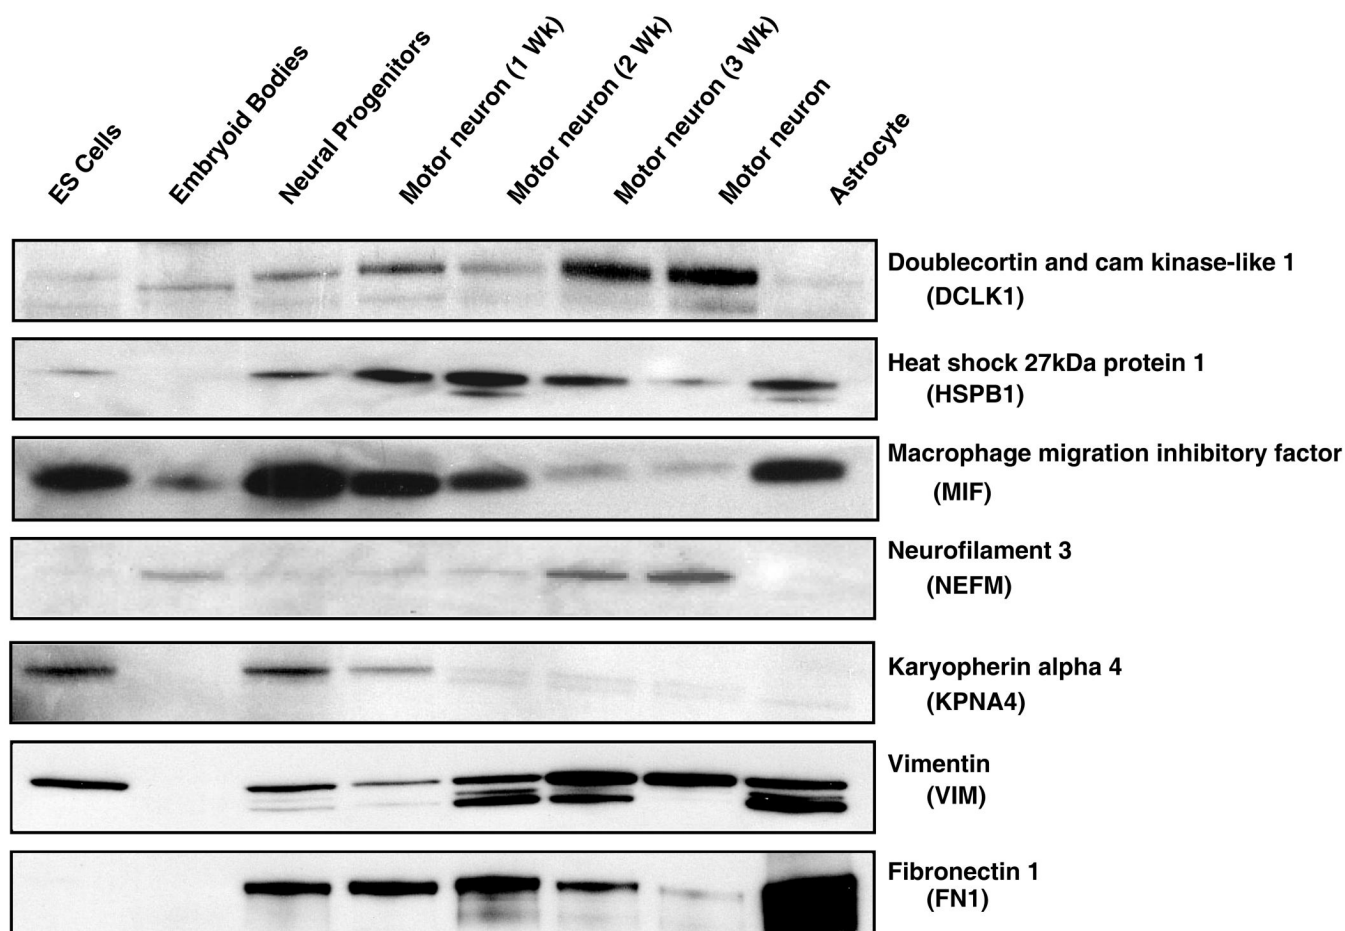 ES Cells
Embryoid Bodies
Neural Progenitors
Motor neuron (1 Wk)
Motor neuron (2 Wk)
Motor neuron (3 Wk)
Motor neuron
Astrocyte
Doublecortin and cam kinase-like 1
(DCLK1)
Heat shock 27kDa protein 1
(HSPB1)
Macrophage migration inhibitory factor
(MIF)
Neurofilament 3
(NEFM)
Karyopherin alpha 4
(KPNA4)
Vimentin
(VIM)
Fibronectin 1
(FN1)